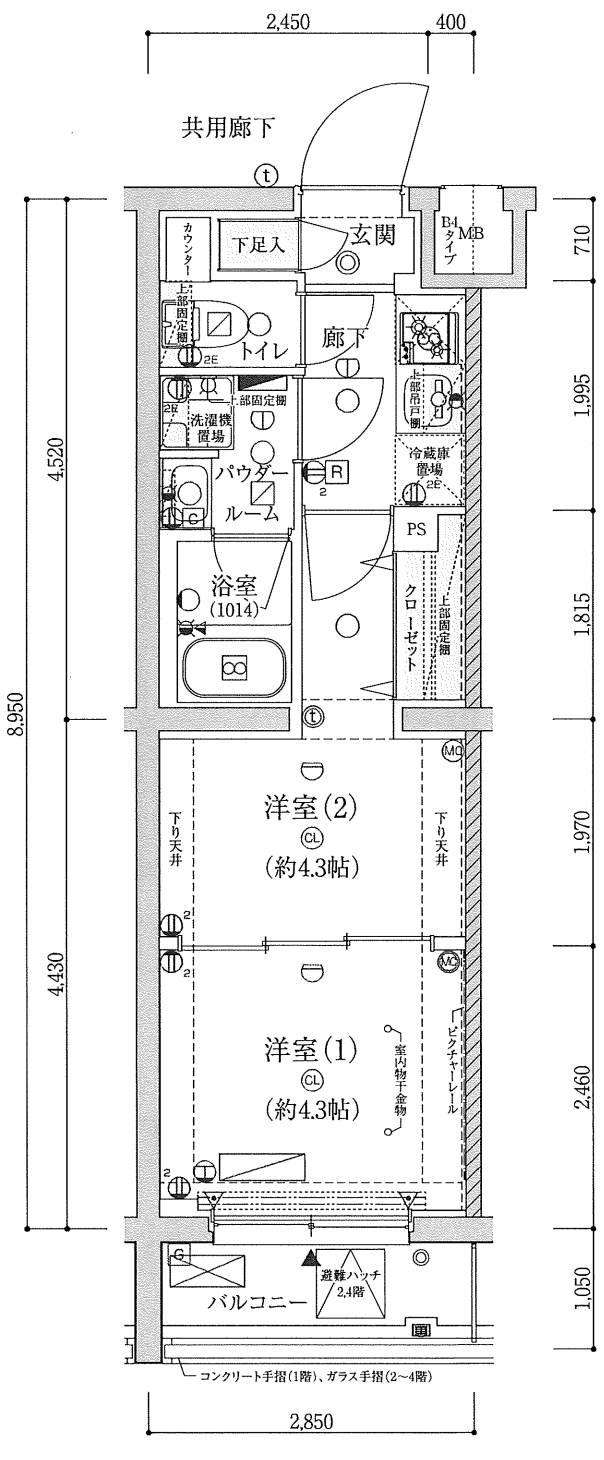 2,450
400
共用廊下
t
カウンター
下足入
玄関
B4タイプ
MB
710
上部固定棚
トイレ
2E
廊下
上部吊戸棚
1,995
2E
上部固定棚
洗濯機
置場
冷蔵庫
置場
2E
パウダー
ルーム
R
2
C
4,520
PS
浴室
(1014)
クローゼット
上部固定棚
1,815
8,950
t
MC
洋室(2)
CL
(約4.3帖)
下り天井
下り天井
1,970
2
2
MC
4,430
洋室(1)
CL
(約4.3帖)
室内物干金物
ピクチャーレール
2,460
2
G
避難ハッチ
2,4階
バルコニー
1,050
コンクリート手摺(1階)、ガラス手摺(2～4階)
2,850